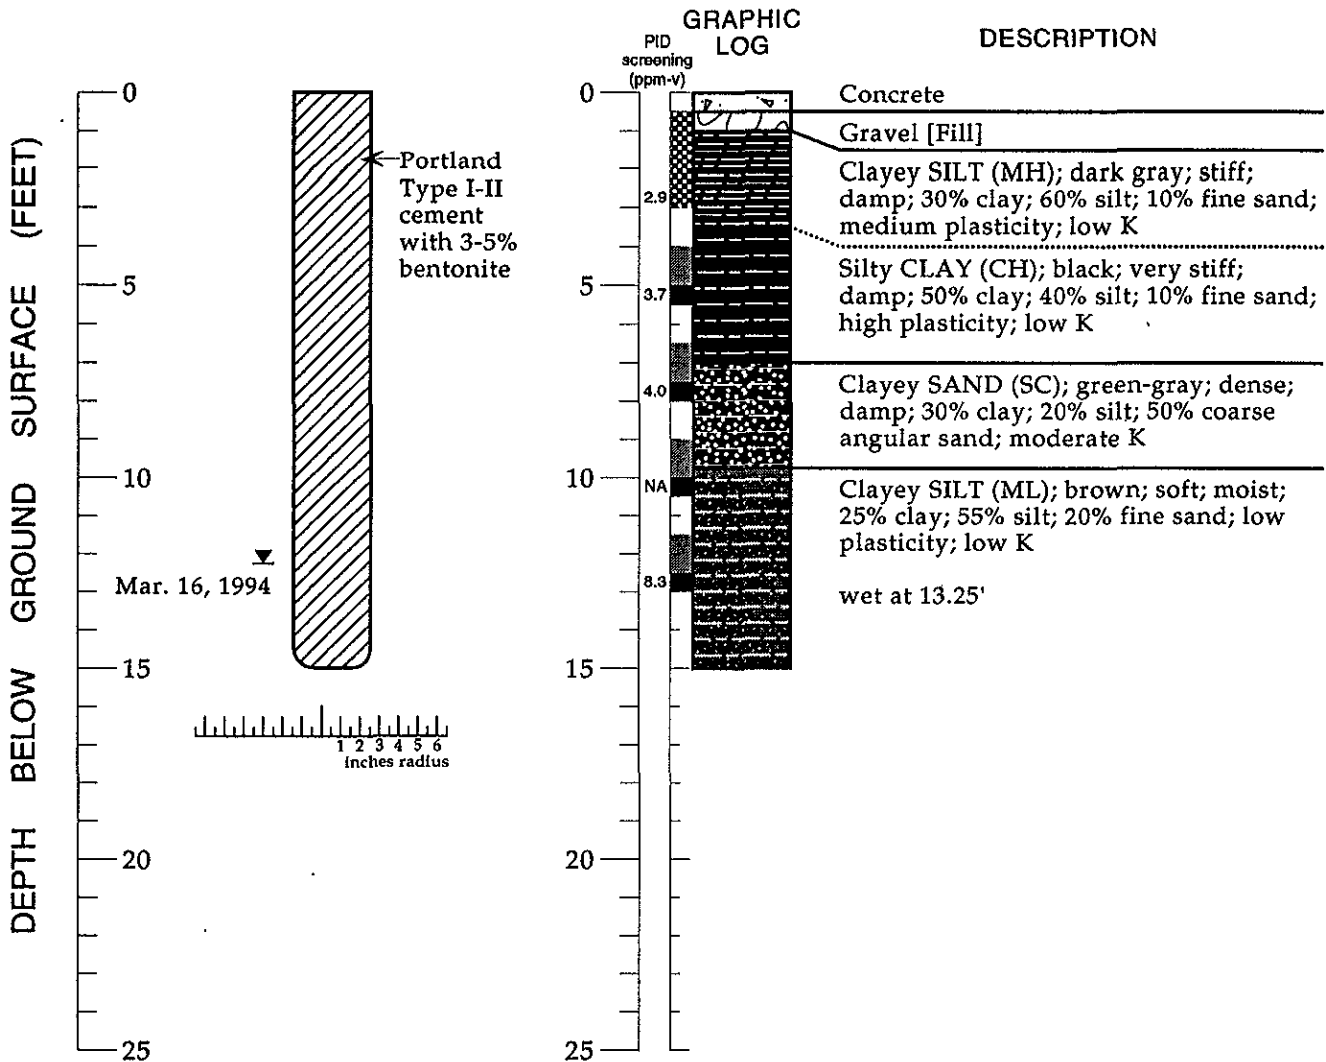 DEPTH BELOW GROUND SURFACE (FEET)
0
5
10
15
20
25
Portland
Type I-II
cement
with 3-5%
bentonite
Mar. 16, 1994
1 2 3 4 5 6
inches radius
PID
screening
(ppm-v)
GRAPHIC
LOG
DESCRIPTION
0
5
10
15
20
25
2.9
3.7
4.0
NA
8.3
Concrete
Gravel [Fill]
Clayey SILT (MH); dark gray; stiff;
damp; 30% clay; 60% silt; 10% fine sand;
medium plasticity; low K
Silty CLAY (CH); black; very stiff;
damp; 50% clay; 40% silt; 10% fine sand;
high plasticity; low K
Clayey SAND (SC); green-gray; dense;
damp; 30% clay; 20% silt; 50% coarse
angular sand; moderate K
Clayey SILT (ML); brown; soft; moist;
25% clay; 55% silt; 20% fine sand; low
plasticity; low K
wet at 13.25'